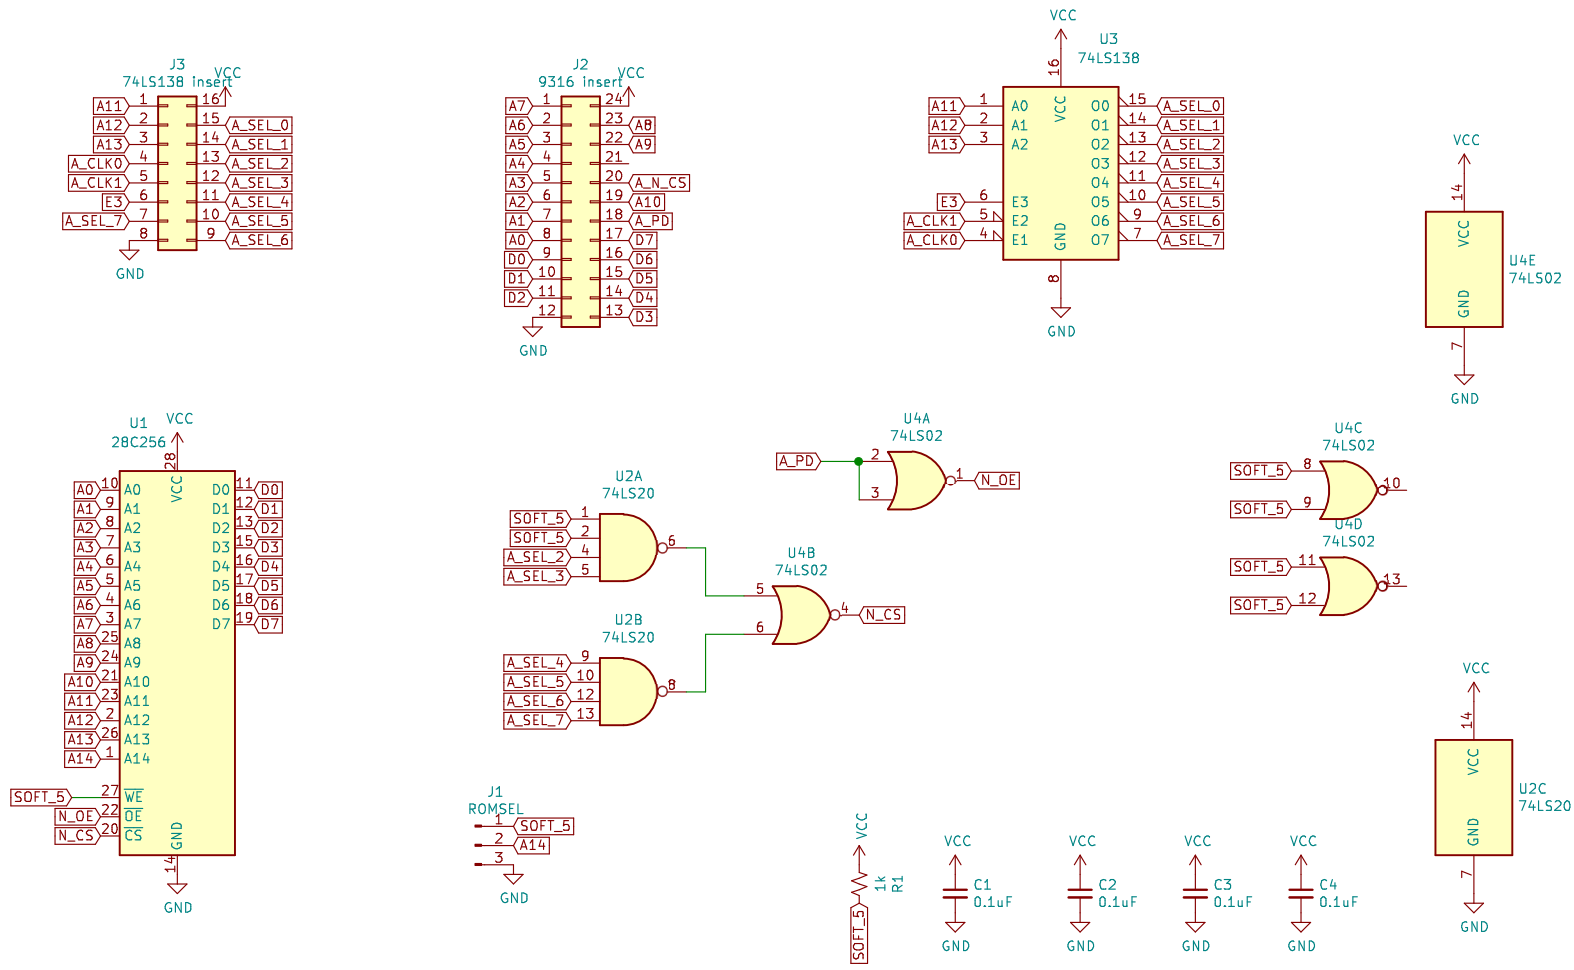 J3
74LS138 insert
VCC
A11 1 16
A12 2 15 A_SEL_0
A13 3 14 A_SEL_1
A_CLK0 4 13 A_SEL_2
A_CLK1 5 12 A_SEL_3
E3 6 11 A_SEL_4
A_SEL_7 7 10 A_SEL_5
8 9 A_SEL_6
GND
J2
9316 insert
VCC
A7 1 24
A6 2 23 A8
A5 3 22 A9
A4 4 21
A3 5 20 A_N_CS
A2 6 19 A10
A1 7 18 A_PD
A0 8 17 D7
D0 9 16 D6
D1 10 15 D5
D2 11 14 D4
12 13 D3
GND
VCC
U3
74LS138
16
VCC
A11 1 A0 O0 15 A_SEL_0
A12 2 A1 O1 14 A_SEL_1
A13 3 A2 O2 13 A_SEL_2
O3 12 A_SEL_3
O4 11 A_SEL_4
E3 6 E3 O5 10 A_SEL_5
A_CLK1 5 E2 O6 9 A_SEL_6
A_CLK0 4 E1 O7 7 A_SEL_7
GND
8
GND
VCC
14
VCC
U4E
74LS02
GND
7
GND
U1
28C256
VCC
28
VCC
A0 10 A0 D0 11 D0
A1 9 A1 D1 12 D1
A2 8 A2 D2 13 D2
A3 7 A3 D3 15 D3
A4 6 A4 D4 16 D4
A5 5 A5 D5 17 D5
A6 4 A6 D6 18 D6
A7 3 A7 D7 19 D7
A8 25 A8
A9 24 A9
A10 21 A10
A11 23 A11
A12 2 A12
A13 26 A13
A14 1 A14
SOFT_5 27 WE
N_OE 22 OE
N_CS 20 CS
GND
14
GND
U2A
74LS20
SOFT_5 1
SOFT_5 2
A_SEL_2 4
A_SEL_3 5
6
U2B
74LS20
A_SEL_4 9
A_SEL_5 10
A_SEL_6 12
A_SEL_7 13
8
U4A
74LS02
A_PD 2
3
1 N_OE
U4B
74LS02
5
6
4 N_CS
U4C
74LS02
SOFT_5 8
SOFT_5 9
10
U4D
74LS02
SOFT_5 11
SOFT_5 12
13
J1
ROMSEL
1 SOFT_5
2 A14
3
GND
VCC
1k
R1
SOFT_5
VCC
C1
0.1uF
GND
VCC
C2
0.1uF
GND
VCC
C3
0.1uF
GND
VCC
C4
0.1uF
GND
VCC
14
VCC
U2C
74LS20
GND
7
GND